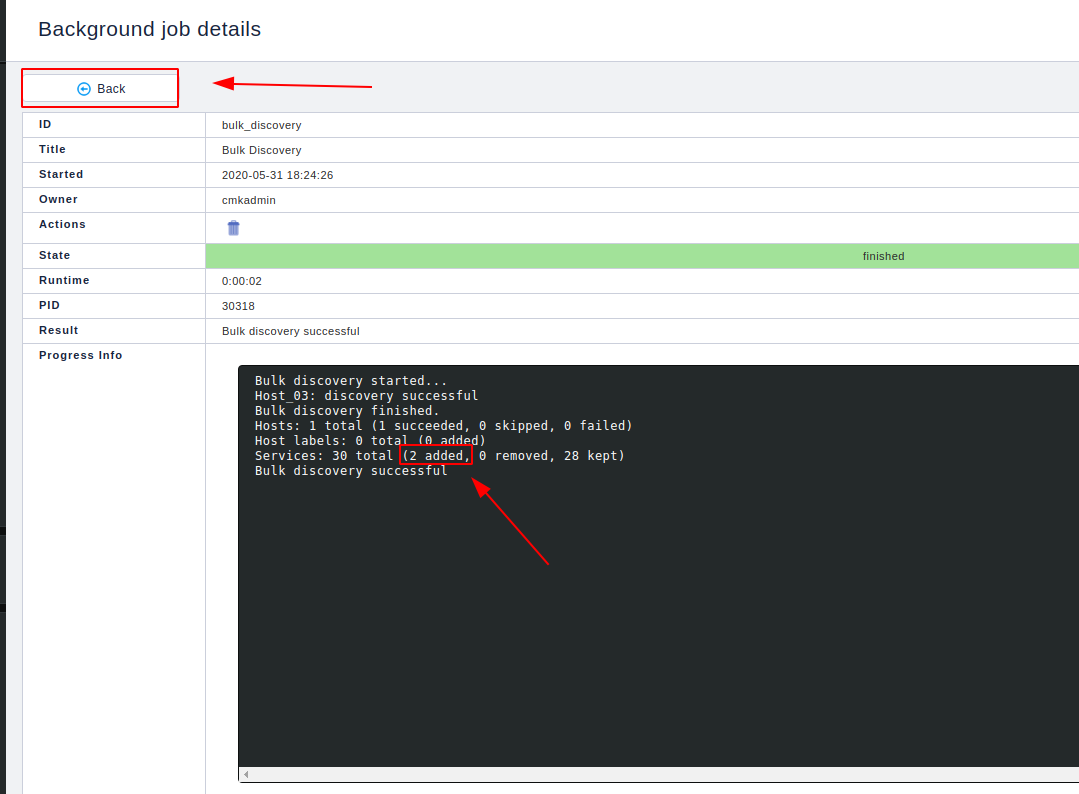 Background job details
Back
ID bulk_discovery
Title Bulk Discovery
Started 2020-05-31 18:24:26
Owner cmkadmin
Actions
State finished
Runtime 0:00:02
PID 30318
Result Bulk discovery successful
Progress Info
Bulk discovery started...
Host_03: discovery successful
Bulk discovery finished.
Hosts: 1 total (1 succeeded, 0 skipped, 0 failed)
Host labels: 0 total (0 added)
Services: 30 total (2 added, 0 removed, 28 kept)
Bulk discovery successful